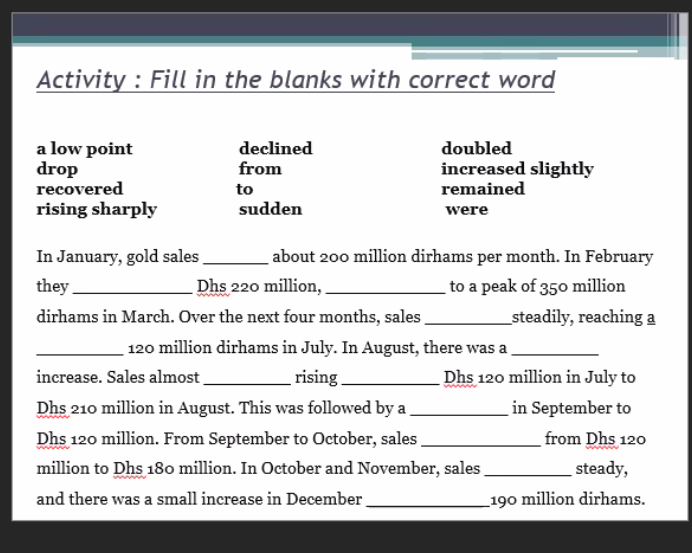 Activity : Fill in the blanks with correct word
a low point declined doubled
drop from increased slightly
recovered to remained
rising sharply sudden were
In January, gold sales _______ about 200 million dirhams per month. In February
they _____________ Dhs 220 million, _____________ to a peak of 350 million
dirhams in March. Over the next four months, sales __________steadily, reaching a
__________ 120 million dirhams in July. In August, there was a __________
increase. Sales almost __________ rising ___________ Dhs 120 million in July to
Dhs 210 million in August. This was followed by a ___________ in September to
Dhs 120 million. From September to October, sales ______________ from Dhs 120
million to Dhs 180 million. In October and November, sales __________ steady,
and there was a small increase in December ______________190 million dirhams.